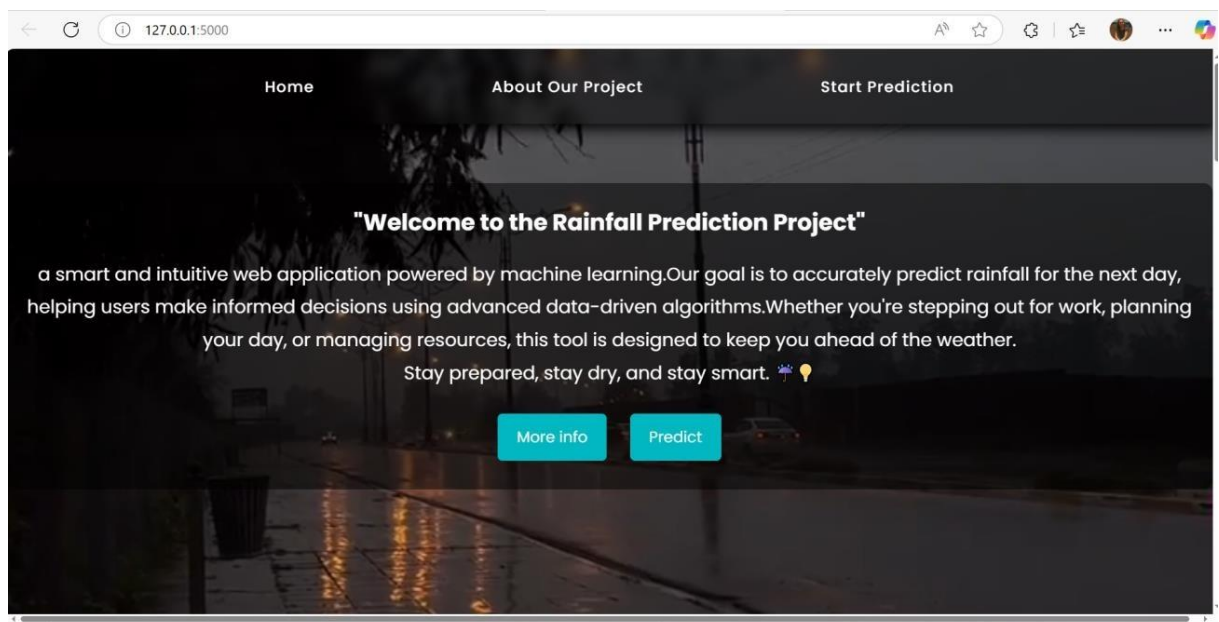 127.0.0.1:5000
Home About Our Project Start Prediction
"Welcome to the Rainfall Prediction Project"
a smart and intuitive web application powered by machine learning.Our goal is to accurately predict rainfall for the next day,
helping users make informed decisions using advanced data-driven algorithms.Whether you're stepping out for work, planning
your day, or managing resources, this tool is designed to keep you ahead of the weather.
Stay prepared, stay dry, and stay smart. ☔💡
More info Predict